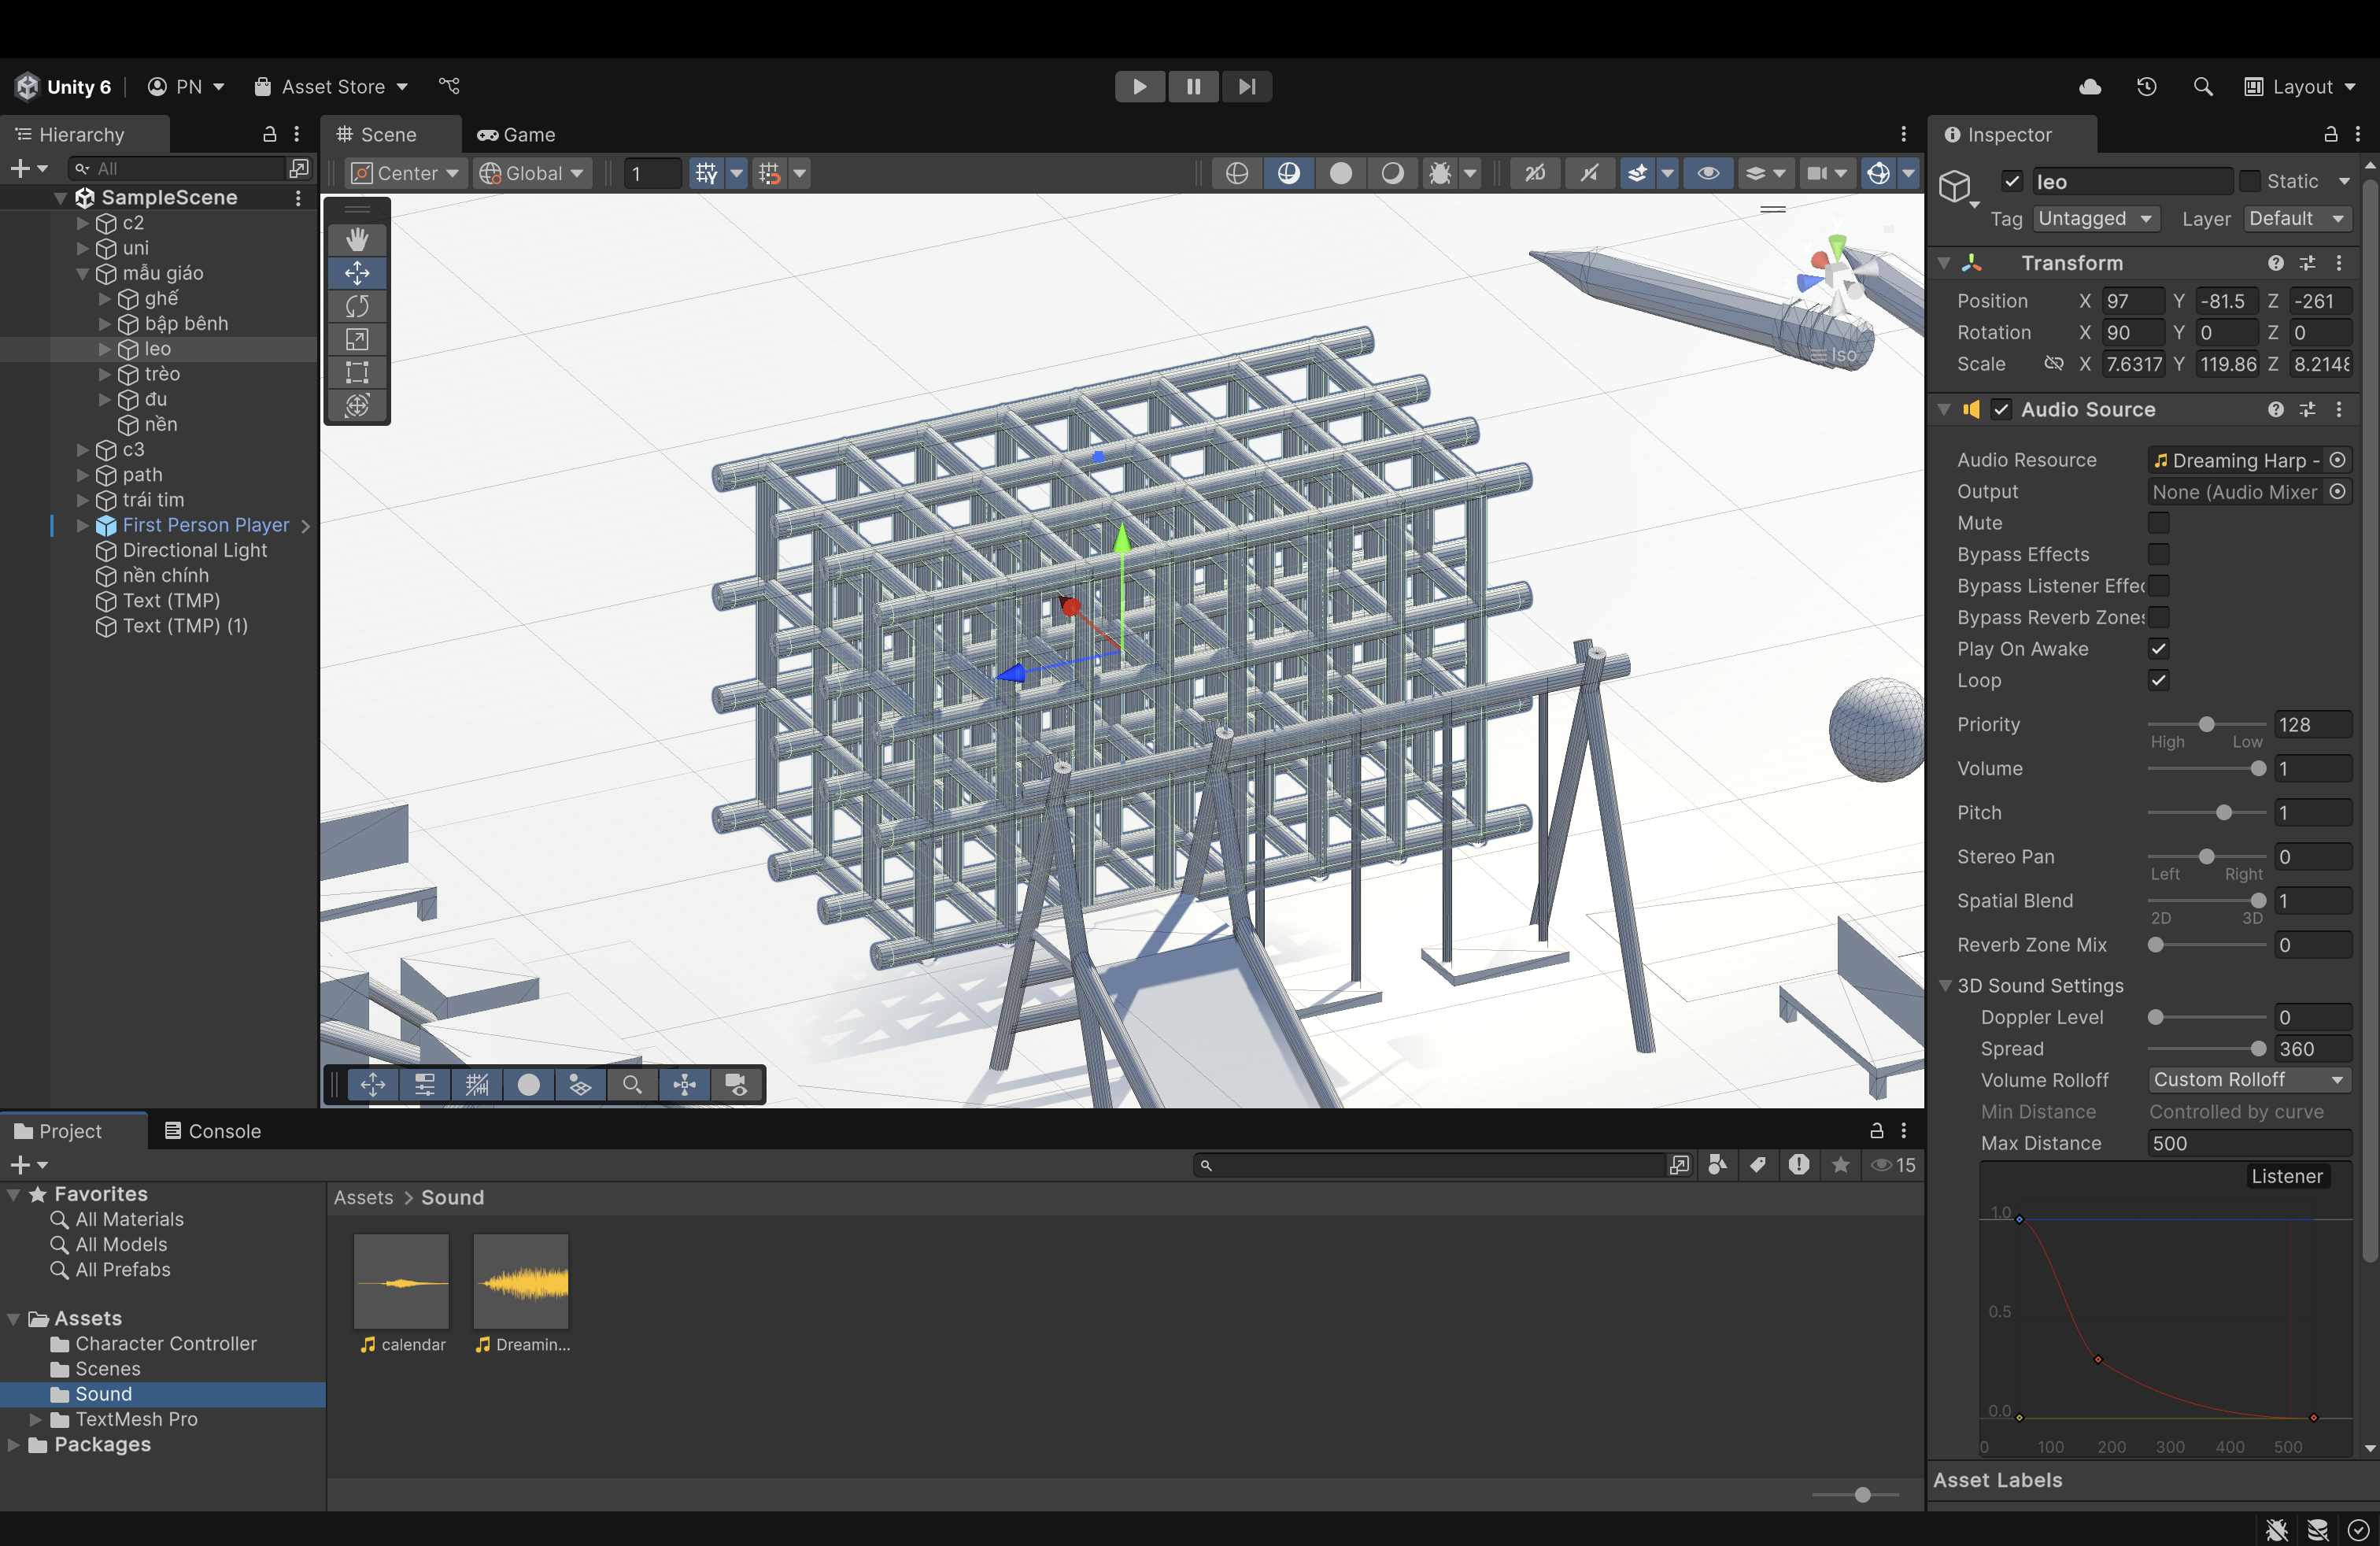 Unity 6 PN Asset Store Layout
Hierarchy
All
SampleScene
c2
uni
mẫu giáo
ghế
bập bênh
leo
trèo
đu
nền
c3
path
trái tim
First Person Player
Directional Light
nền chính
Text (TMP)
Text (TMP) (1)
Scene Game
Center Global 1 2D
Iso
Inspector
leo Static
Tag Untagged Layer Default
Transform
Position X 97 Y -81.5 Z -261
Rotation X 90 Y 0 Z 0
Scale X 7.6317 Y 119.86 Z 8.2148
Audio Source
Audio Resource Dreaming Harp -
Output None (Audio Mixer
Mute
Bypass Effects
Bypass Listener Effec
Bypass Reverb Zones
Play On Awake
Loop
Priority 128
High Low
Volume 1
Pitch 1
Stereo Pan 0
Left Right
Spatial Blend 1
2D 3D
Reverb Zone Mix 0
3D Sound Settings
Doppler Level 0
Spread 360
Volume Rolloff Custom Rolloff
Min Distance Controlled by curve
Max Distance 500
Listener
1.0
0.5
0.0
0 100 200 300 400 500
Asset Labels
Project Console
15
Favorites
All Materials
All Models
All Prefabs
Assets
Character Controller
Scenes
Sound
TextMesh Pro
Packages
Assets > Sound
calendar Dreamin...